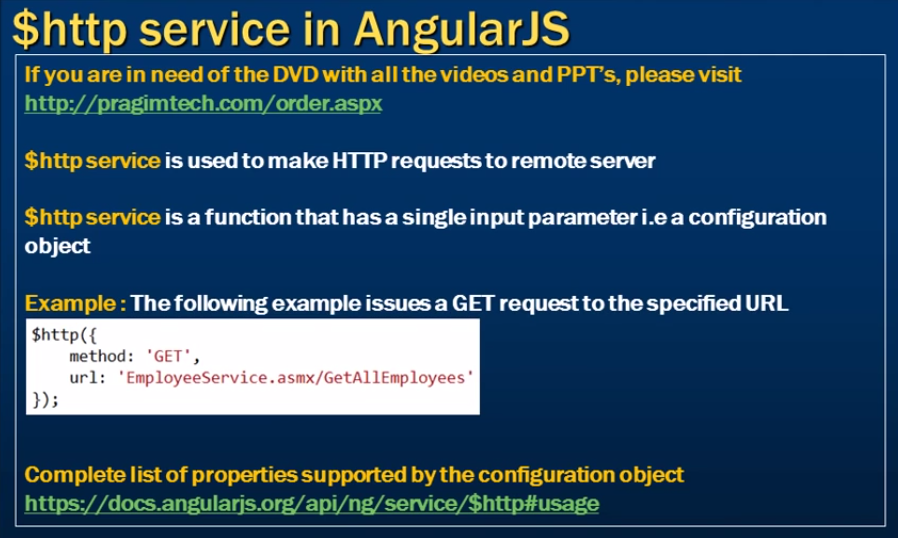 $http service in AngularJS
If you are in need of the DVD with all the videos and PPT's, please visit
http://pragimtech.com/order.aspx
$http service is used to make HTTP requests to remote server
$http service is a function that has a single input parameter i.e a configuration
object
Example : The following example issues a GET request to the specified URL
$http({
    method: 'GET',
    url: 'EmployeeService.asmx/GetAllEmployees'
});
Complete list of properties supported by the configuration object
https://docs.angularjs.org/api/ng/service/$http#usage